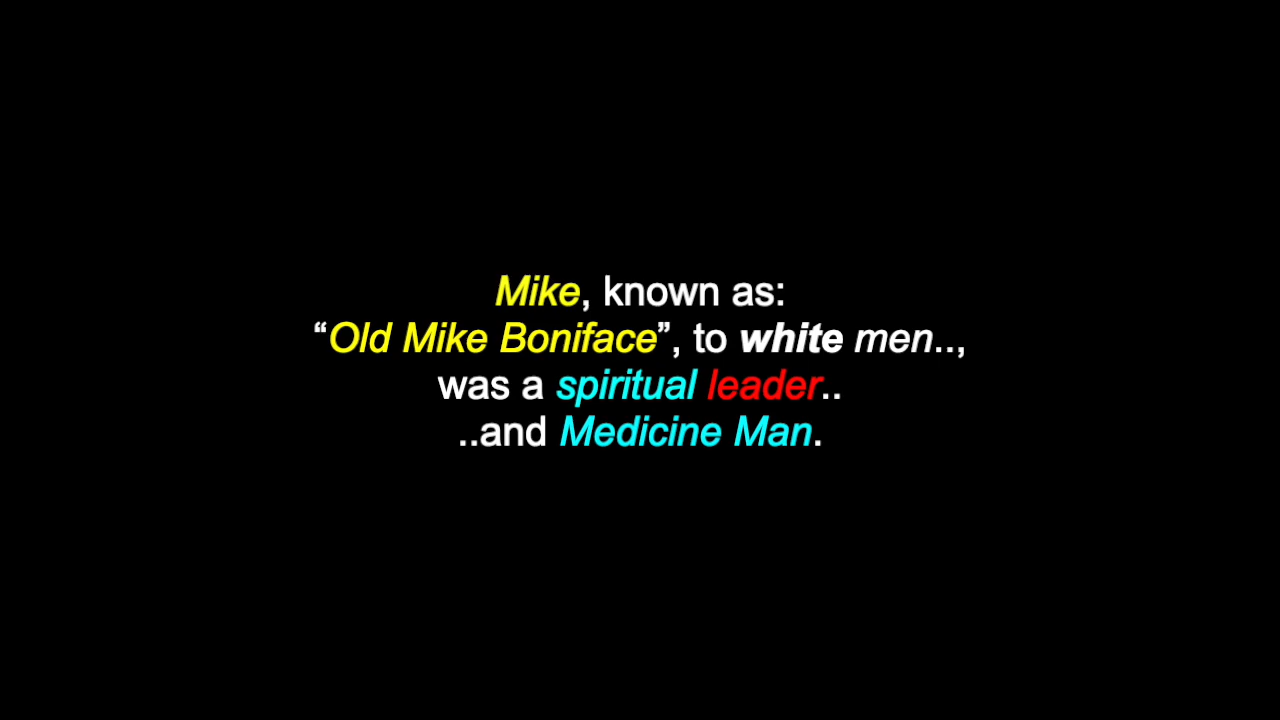 Mike, known as:
“Old Mike Boniface”, to white men..,
was a spiritual leader..
..and Medicine Man.